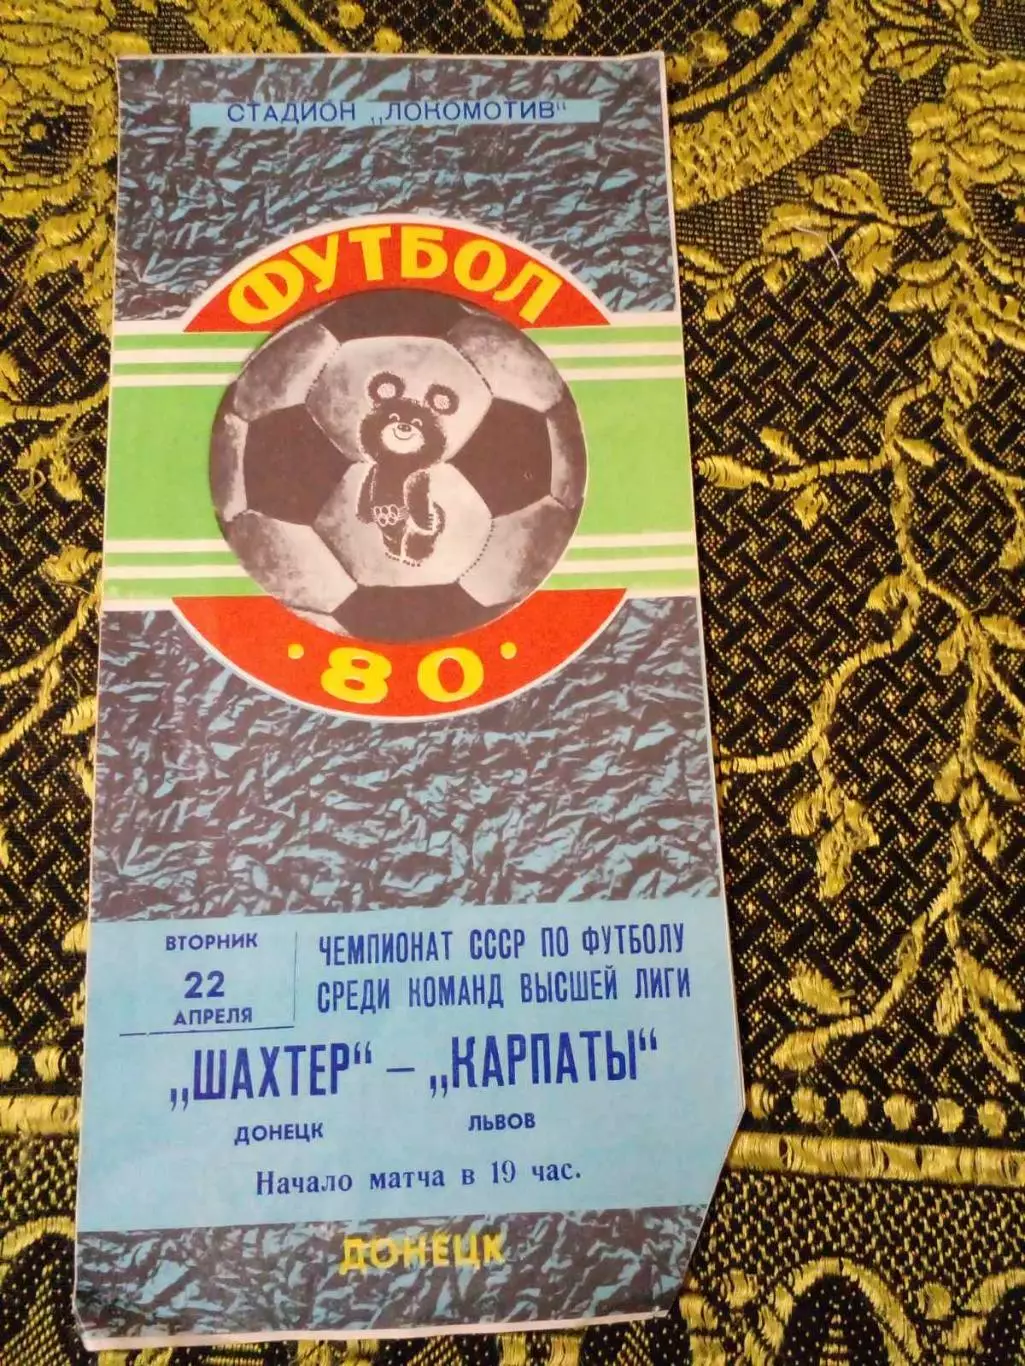 СТАДИОН „ЛОКОМОТИВ"
ФУТБОЛ
· 80 ·
ВТОРНИК
22
АПРЕЛЯ
ЧЕМПИОНАТ СССР ПО ФУТБОЛУ
СРЕДИ КОМАНД ВЫСШЕЙ ЛИГИ
„ШАХТЕР" – „КАРПАТЫ"
ДОНЕЦК ЛЬВОВ
Начало матча в 19 час.
ДОНЕЦК